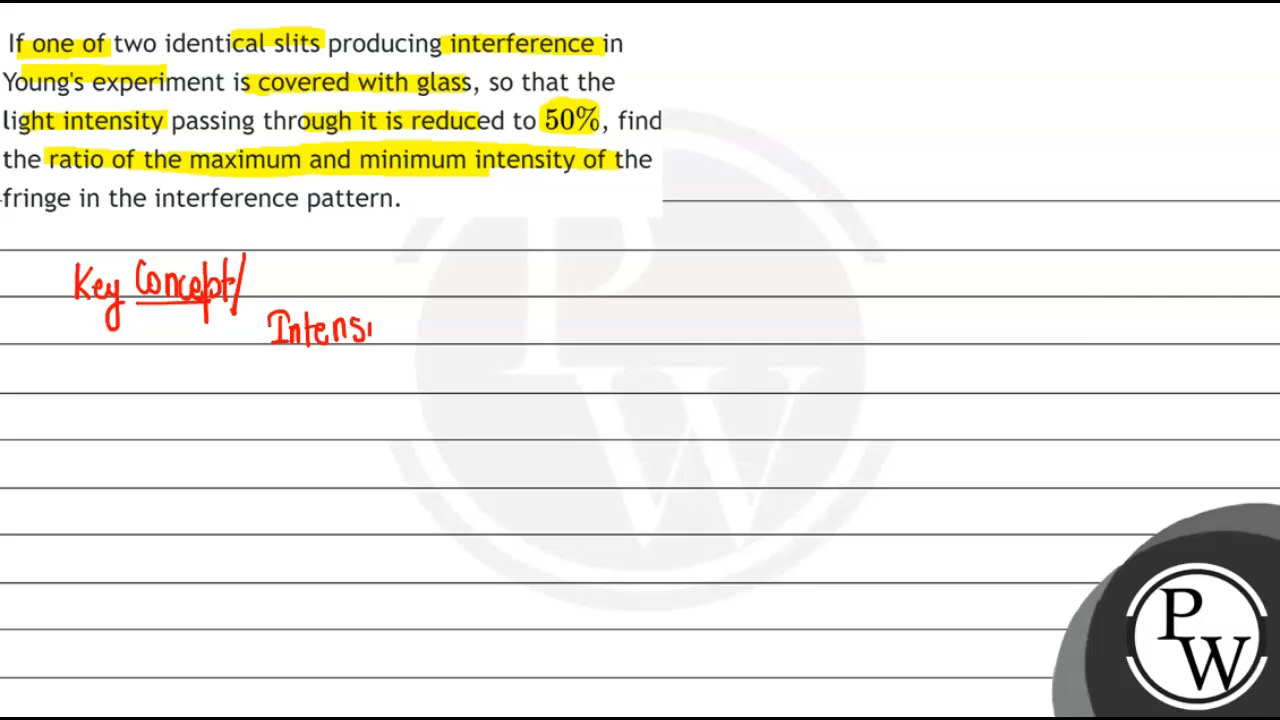 If one of two identical slits producing interference in
Young's experiment is covered with glass, so that the
light intensity passing through it is reduced to 50%, find
the ratio of the maximum and minimum intensity of the
fringe in the interference pattern.
Key Concept/
Intensi
P
W
P
W